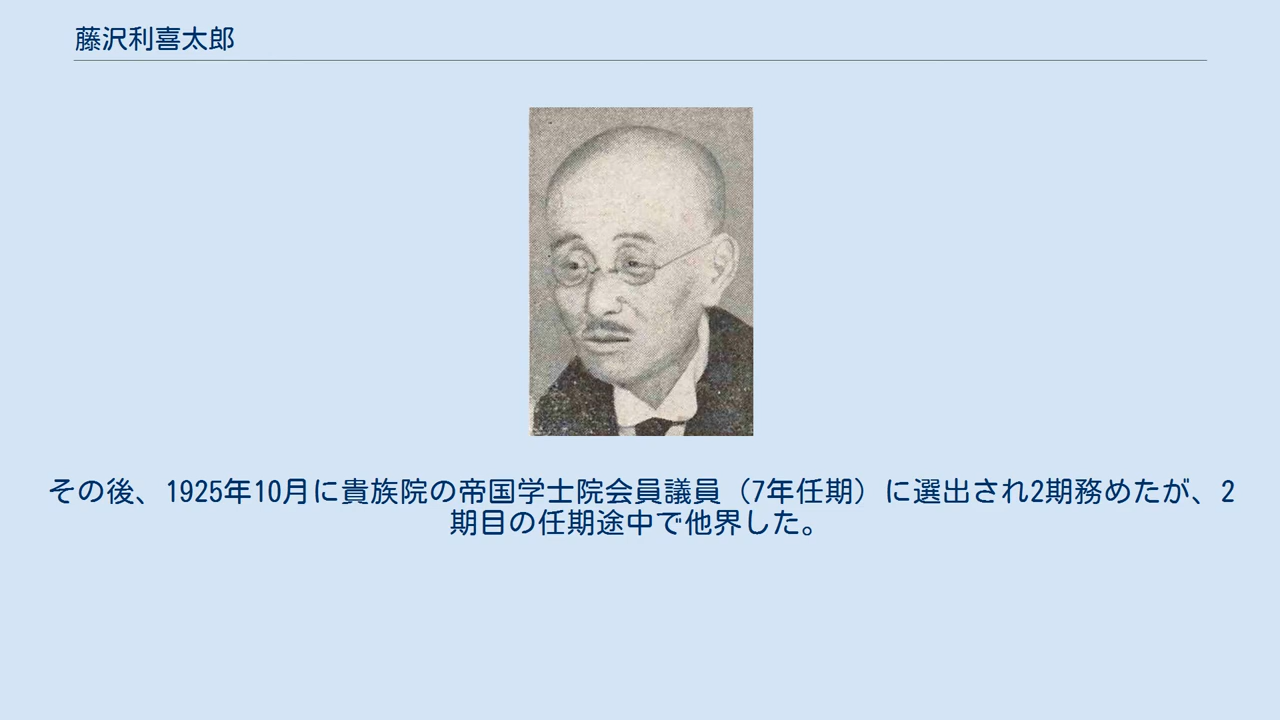 藤沢利喜太郎
その後、1925年10月に貴族院の帝国学士院会員議員（7年任期）に選出され2期務めたが、2
期目の任期途中で他界した。